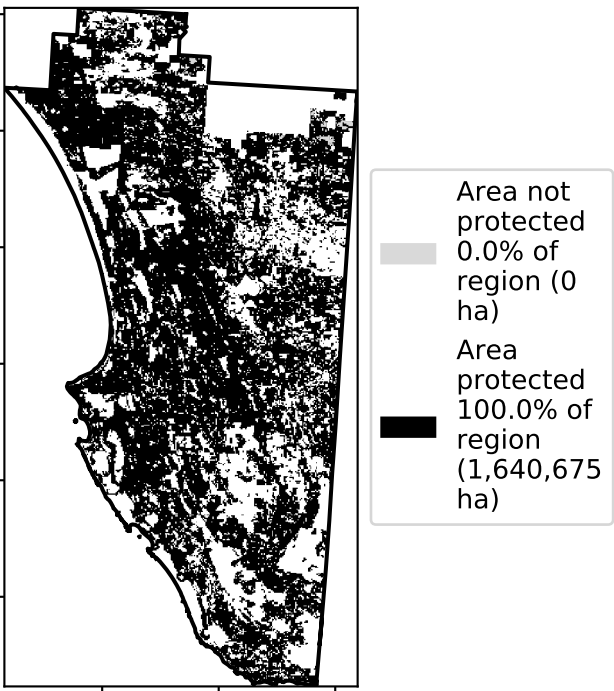 Area not
protected
0.0% of
region (0
ha)
Area
protected
100.0% of
region
(1,640,675
ha)